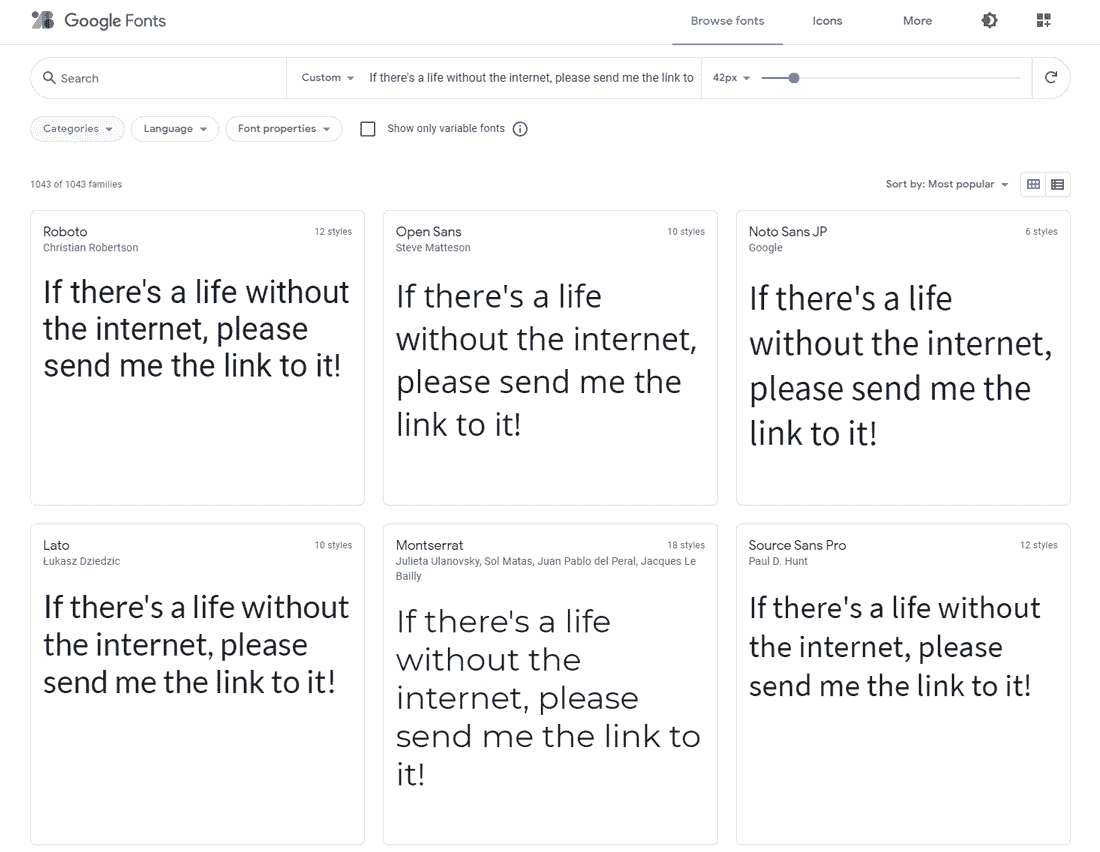 Google Fonts
Browse fonts
Icons
More
Search
Custom
If there's a life without the internet, please send me the link to
42px
Categories
Language
Font properties
Show only variable fonts
1043 of 1043 families
Sort by: Most popular
Roboto
12 styles
Christian Robertson
If there's a life without
the internet, please
send me the link to it!
Open Sans
10 styles
Steve Matteson
If there's a life
without the internet,
please send me the
link to it!
Noto Sans JP
6 styles
Google
If there's a life
without the internet,
please send me the
link to it!
Lato
10 styles
Łukasz Dziedzic
If there's a life without
the internet, please
send me the link to it!
Montserrat
18 styles
Julieta Ulanovsky, Sol Matas, Juan Pablo del Peral, Jacques Le
Bailly
If there's a life
without the
internet, please
send me the link to
it!
Source Sans Pro
12 styles
Paul D. Hunt
If there's a life without
the internet, please
send me the link to it!